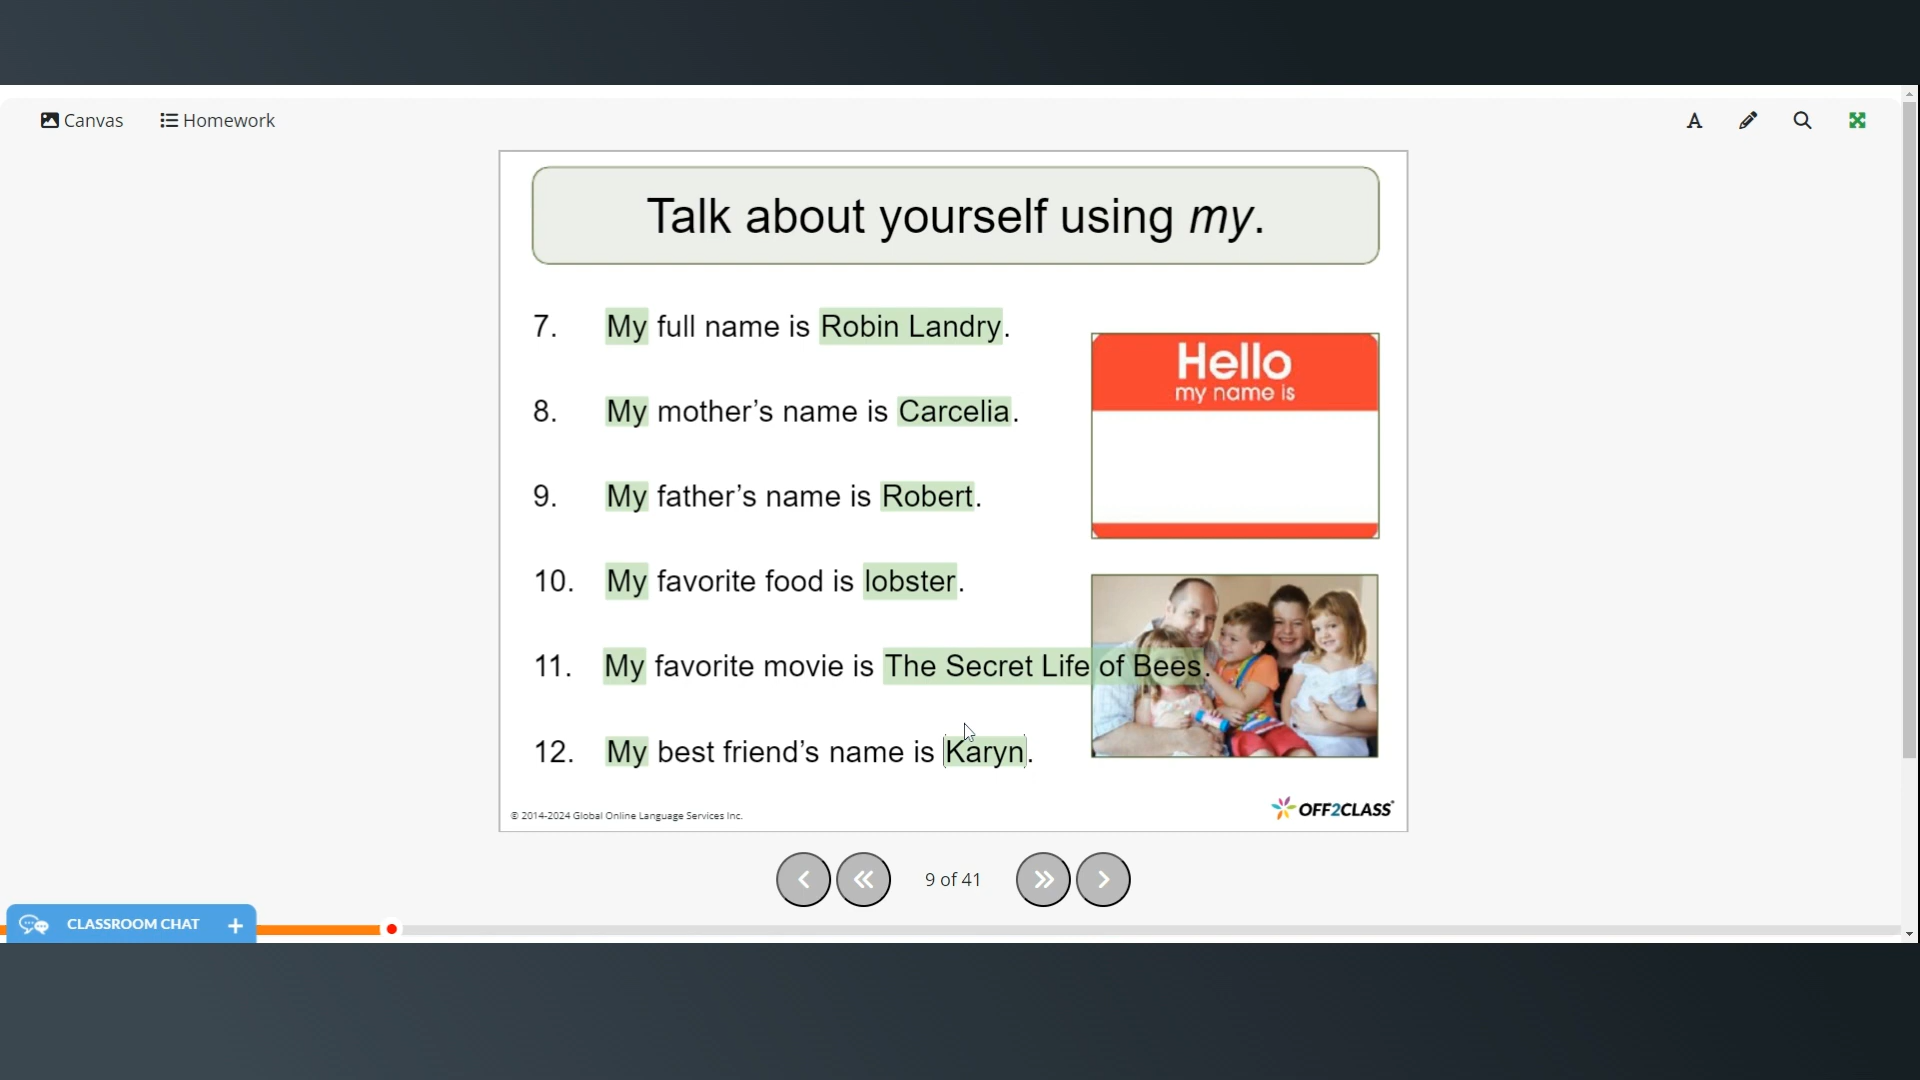 Canvas
Homework
A
Talk about yourself using my.
7. My full name is Robin Landry.
8. My mother’s name is Carcelia.
9. My father’s name is Robert.
10. My favorite food is lobster.
11. My favorite movie is The Secret Life of Bees.
12. My best friend’s name is Karyn.
Hello
my name is
© 2014-2024 Global Online Language Services Inc.
OFF2CLASS
9 of 41
CLASSROOM CHAT +